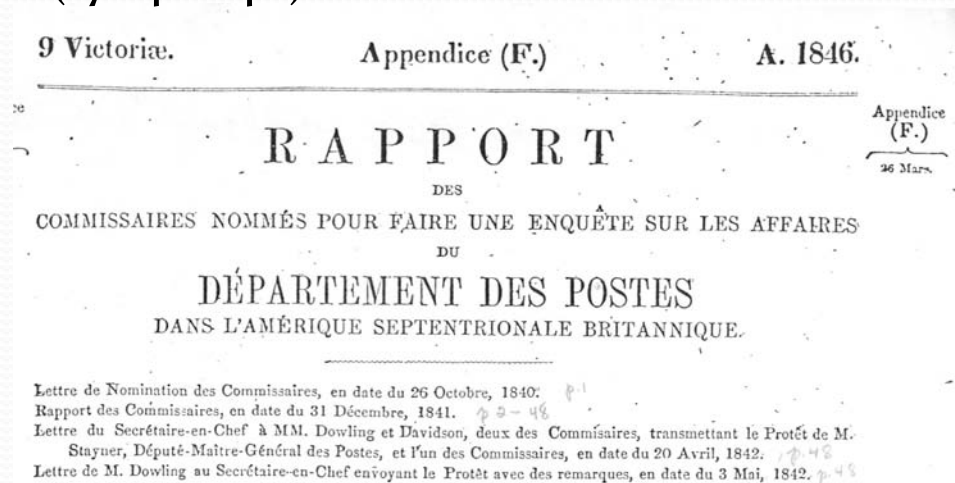 9 Victoriæ.
Appendice (F.)
A. 1846.
Appendice
(F.)
26 Mars.
RAPPORT
DES
COMMISSAIRES NOMMÉS POUR FAIRE UNE ENQUÊTE SUR LES AFFAIRES
DU
DÉPARTEMENT DES POSTES
DANS L'AMÉRIQUE SEPTENTRIONALE BRITANNIQUE.
Lettre de Nomination des Commissaires, en date du 26 Octobre, 1840. p.1
Rapport des Commissaires, en date du 31 Décembre, 1841. p 2-48
Lettre du Secrétaire-en-Chef à MM. Dowling et Davidson, deux des Commisaires, transmettant le Protêt de M.
Stayner, Député-Maître-Général des Postes, et l'un des Commissaires, en date du 20 Avril, 1842. p.48
Lettre de M. Dowling au Secrétaire-en-Chef envoyant le Protêt avec des remarques, en date du 3 Mai, 1842. p.48